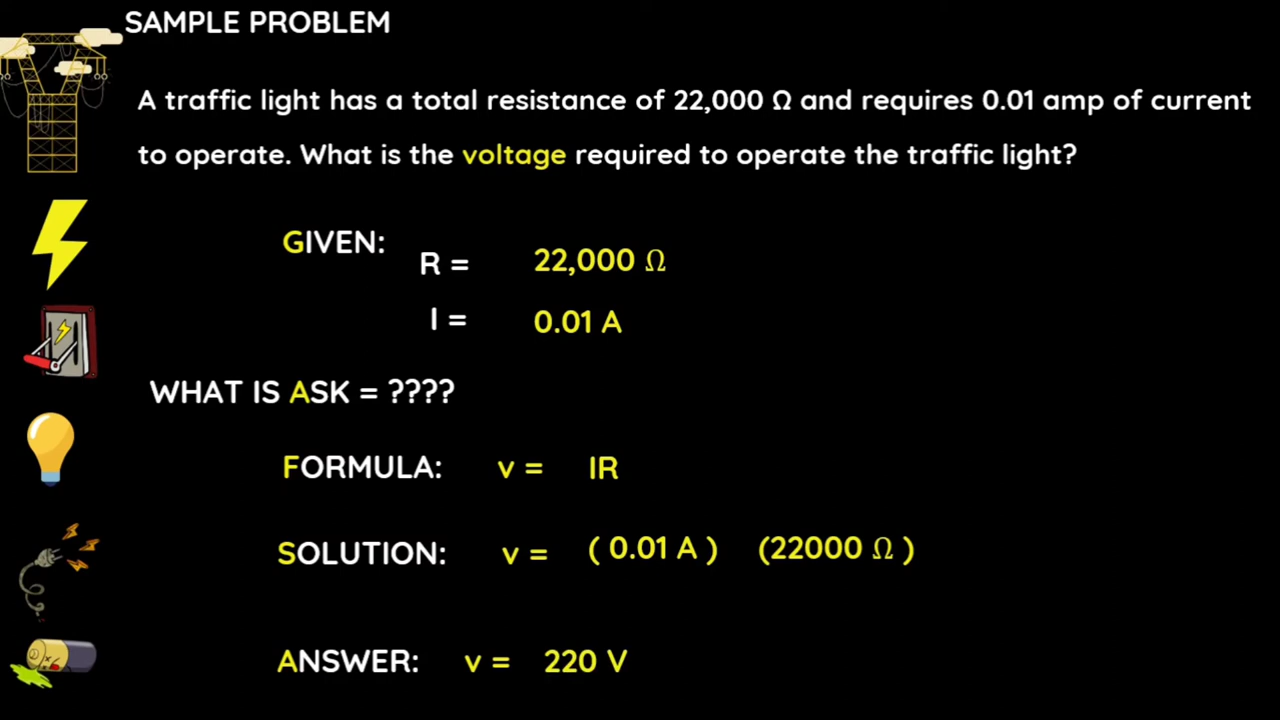 SAMPLE PROBLEM
A traffic light has a total resistance of 22,000 Ω and requires 0.01 amp of current
to operate. What is the voltage required to operate the traffic light?
GIVEN:
R = 22,000 Ω
I = 0.01 A
WHAT IS ASK = ????
FORMULA: v = IR
SOLUTION: v = ( 0.01 A ) (22000 Ω )
ANSWER: v = 220 V